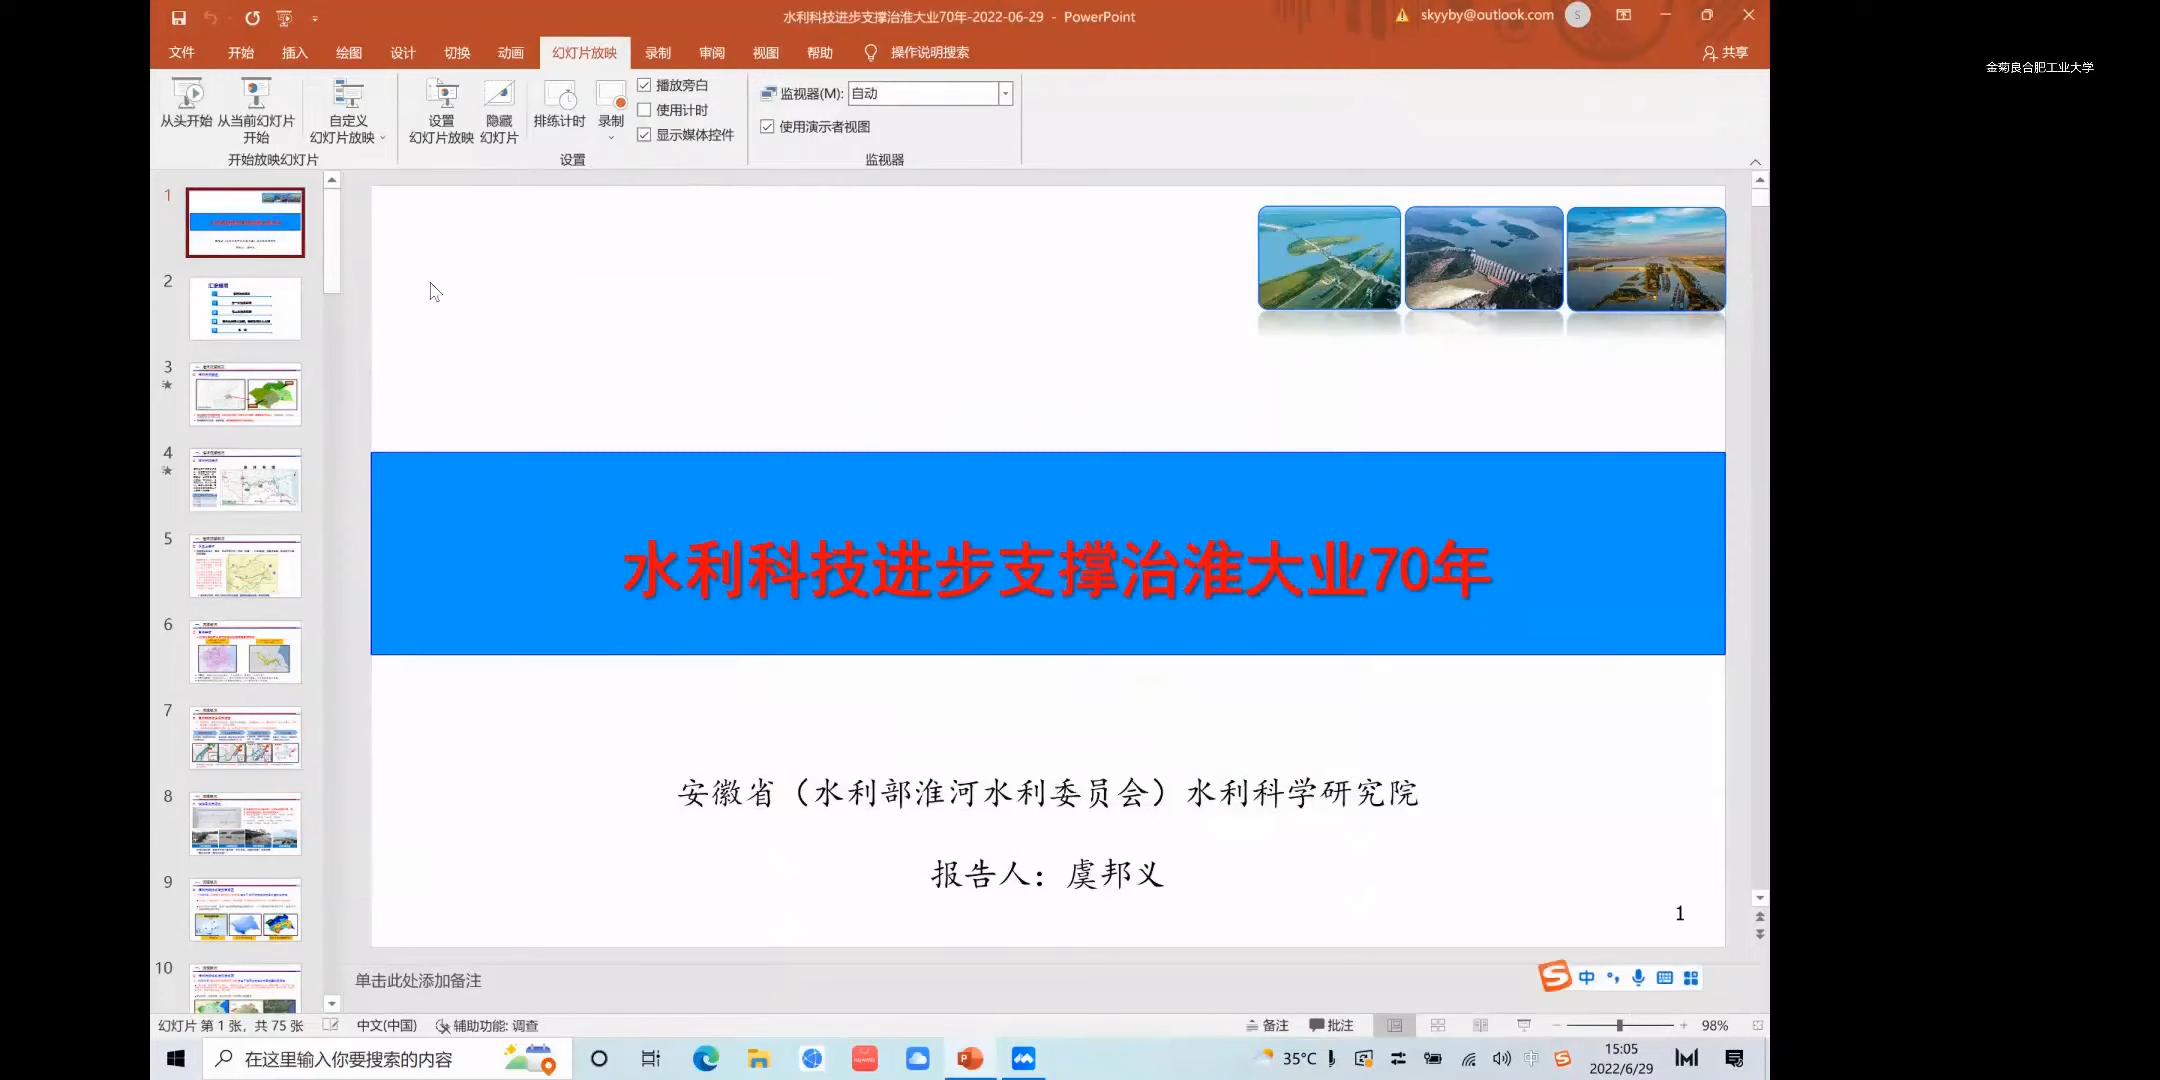 水利科技进步支撑治淮大业70年-2022-06-29 - PowerPoint
skyyby@outlook.com
S
文件 开始 插入 绘图 设计 切换 动画 幻灯片放映 录制 审阅 视图 帮助 操作说明搜索
共享
金菊良合肥工业大学
从头开始
从当前幻灯片
开始
自定义
幻灯片放映
设置
幻灯片放映
隐藏
幻灯片
排练计时
录制
播放旁白
使用计时
显示媒体控件
监视器(M): 自动
使用演示者视图
开始放映幻灯片
设置
监视器
1
2
3
4
5
6
7
8
9
10
水利科技进步支撑治淮大业70年
安徽省（水利部淮河水利委员会）水利科学研究院
报告人：虞邦义
1
单击此处添加备注
中
幻灯片 第 1 张，共 75 张
中文(中国)
辅助功能: 调查
备注
批注
98%
在这里输入你要搜索的内容
35°C
中
15:05
2022/6/29